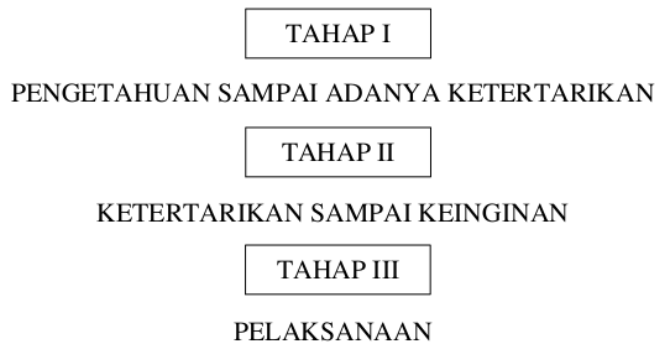 TAHAP I
PENGETAHUAN SAMPAI ADANYA KETERTARIKAN
TAHAP II
KETERTARIKAN SAMPAI KEINGINAN
TAHAP III
PELAKSANAAN